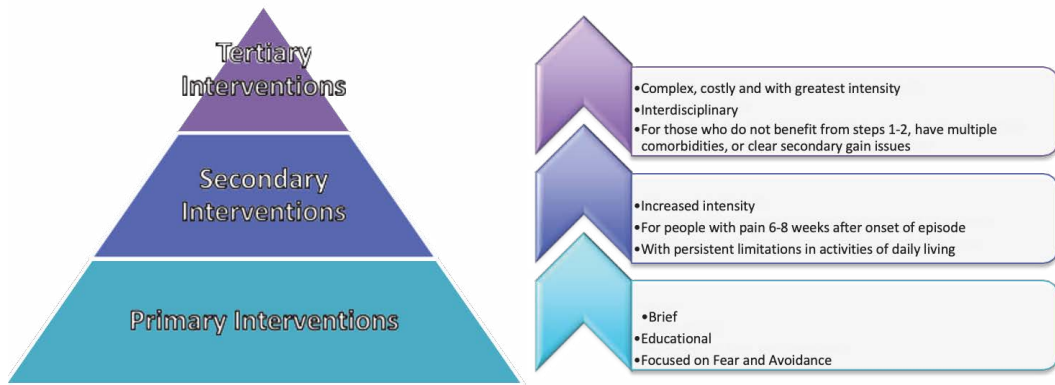 Tertiary
Interventions
Secondary
Interventions
Primary Interventions
•Complex, costly and with greatest intensity
•Interdisciplinary
•For those who do not benefit from steps 1-2, have multiple
comorbidities, or clear secondary gain issues
•Increased intensity
•For people with pain 6-8 weeks after onset of episode
•With persistent limitations in activities of daily living
•Brief
•Educational
•Focused on Fear and Avoidance